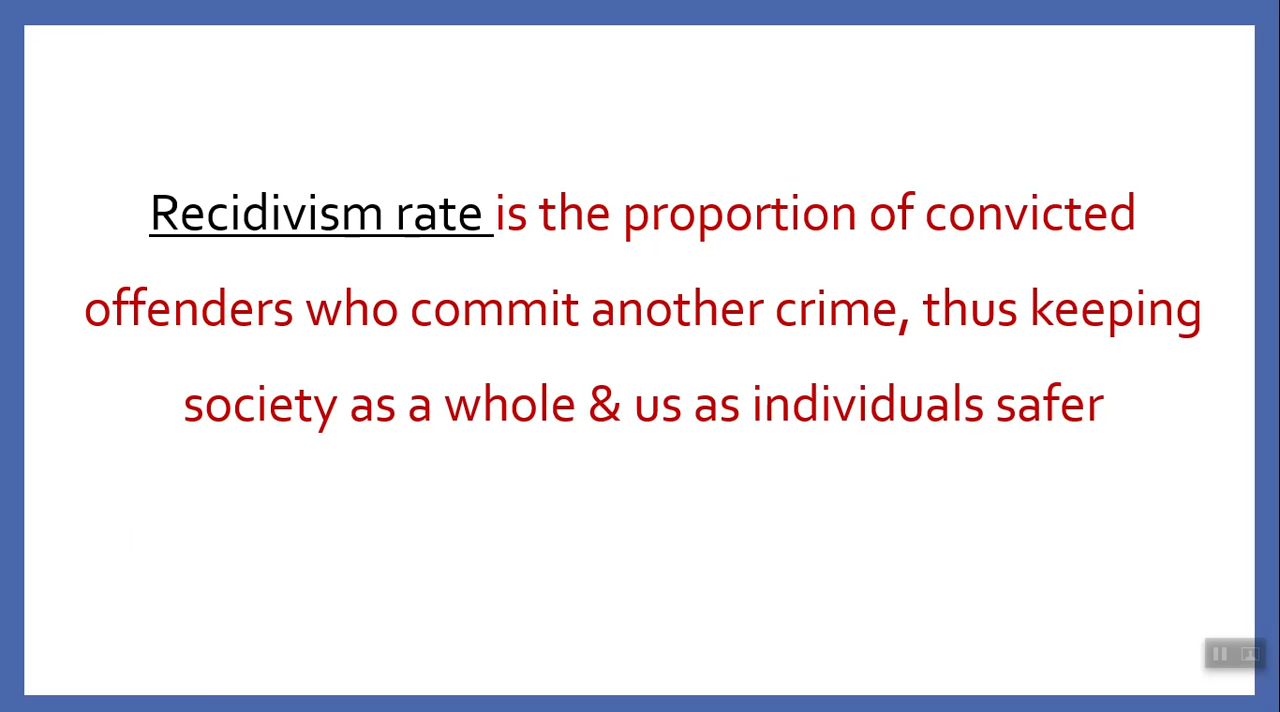 Recidivism rate is the proportion of convicted
offenders who commit another crime, thus keeping
society as a whole & us as individuals safer